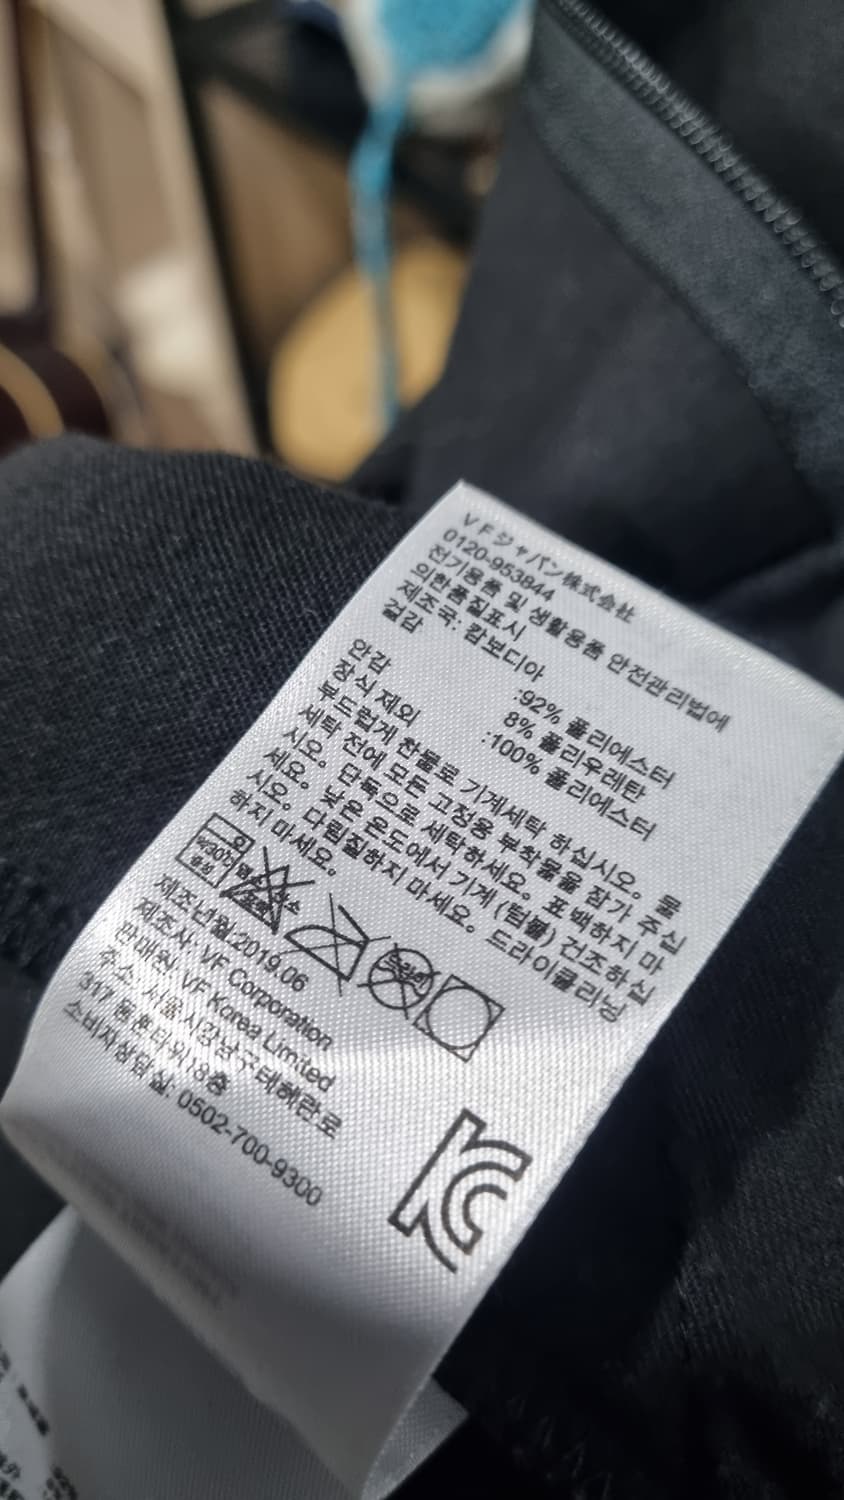 VFジャパン株式会社
0120-953844
전기용품 및 생활용품 안전관리법에
의한품질표시
제조국: 캄보디아
겉감 :92% 폴리에스터
8% 폴리우레탄
안감 :100% 폴리에스터
장식 제외
부드럽게 찬물로 기계세탁 하십시오. 물
세탁 전에 모든 고정용 부착물을 잠가 주십
시오. 단독으로 세탁하세요. 표백하지 마
세요. 낮은 온도에서 기계 (텀블) 건조하십
시오. 다림질하지 마세요. 드라이클리닝
하지 마세요.
제조년월:2019.06
제조사: VF Corporation
판매원: VF Korea Limited
주소: 서울시강남구테헤란로
317 동훈타워18층
소비자상담실: 0502-700-9300
KC